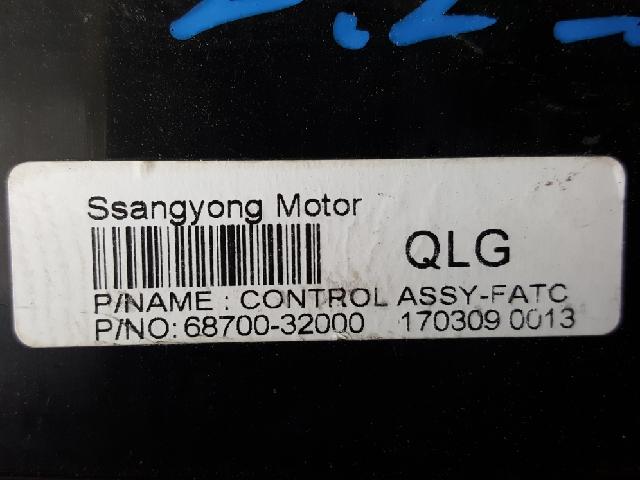 Ssangyong Motor
QLG
P/NAME : CONTROL ASSY-FATC
P/NO: 68700-32000 170309 0013